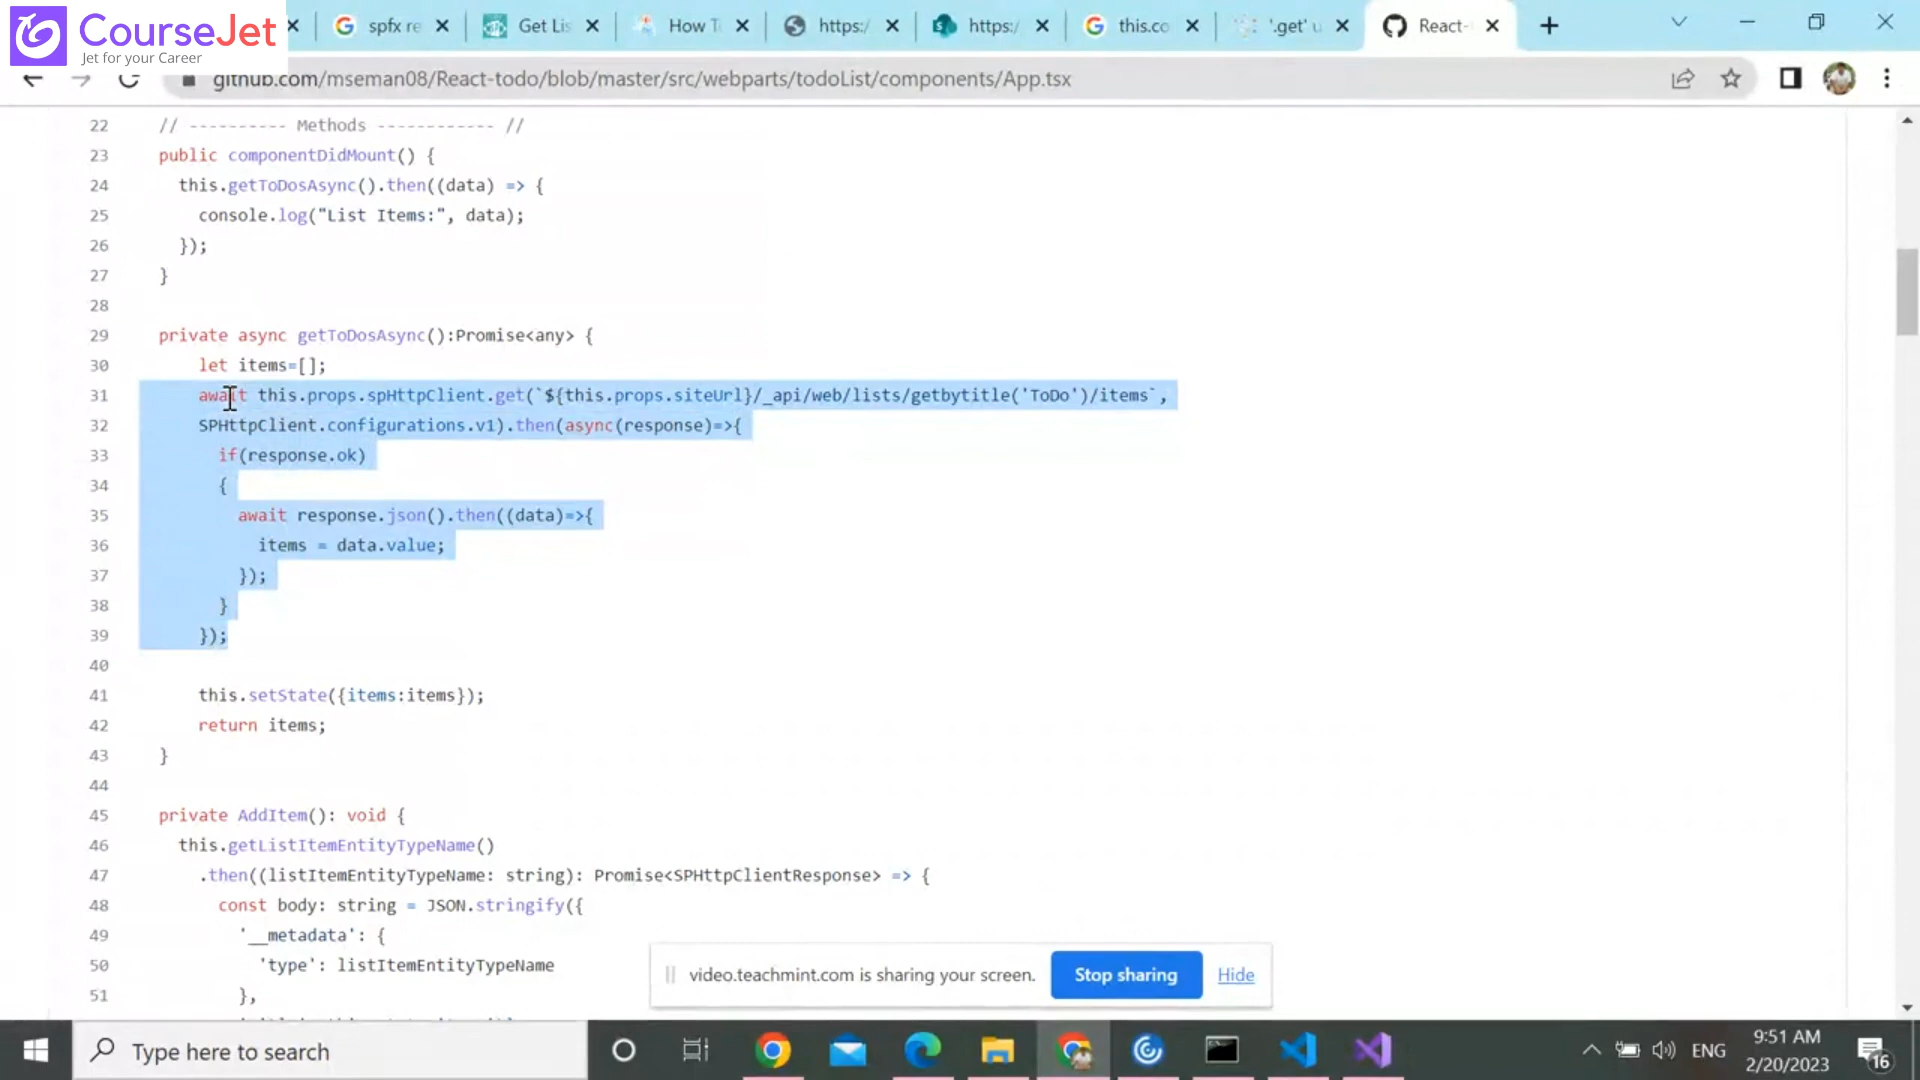 CourseJet
Jet for your Career
spfx re
Get Lis
How T
https:/
https:/
this.co
'.get' u
React-
github.com/mseman08/React-todo/blob/master/src/webparts/todoList/components/App.tsx
22 // ---------- Methods ------------ //
23 public componentDidMount() {
24 this.getToDosAsync().then((data) => {
25 console.log("List Items:", data);
26 });
27 }
28
29 private async getToDosAsync():Promise<any> {
30 let items=[];
31 await this.props.spHttpClient.get(`${this.props.siteUrl}/_api/web/lists/getbytitle('ToDo')/items`,
32 SPHttpClient.configurations.v1).then(async(response)=>{
33 if(response.ok)
34 {
35 await response.json().then((data)=>{
36 items = data.value;
37 });
38 }
39 });
40
41 this.setState({items:items});
42 return items;
43 }
44
45 private AddItem(): void {
46 this.getListItemEntityTypeName()
47 .then((listItemEntityTypeName: string): Promise<SPHttpClientResponse> => {
48 const body: string = JSON.stringify({
49 '__metadata': {
50 'type': listItemEntityTypeName
51 },
video.teachmint.com is sharing your screen. Stop sharing Hide
Type here to search
ENG
9:51 AM
2/20/2023
16